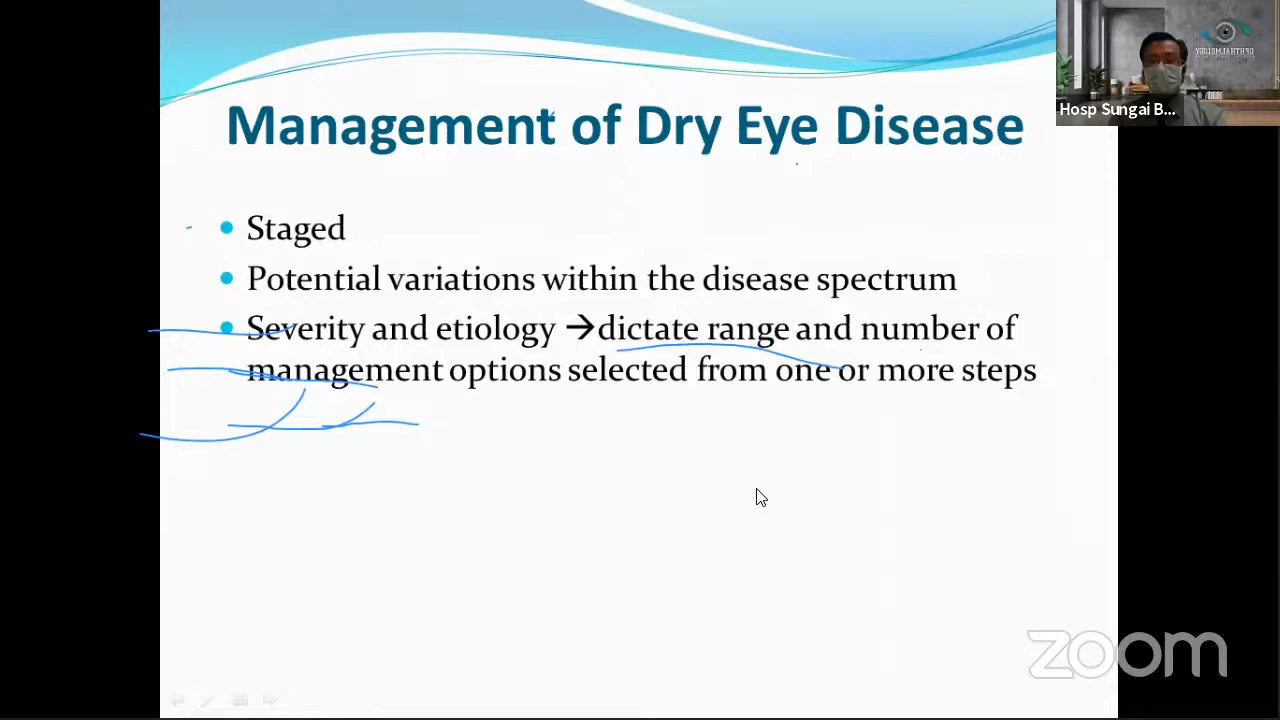 Management of Dry Eye Disease
Hosp Sungai B...
• Staged
• Potential variations within the disease spectrum
• Severity and etiology →dictate range and number of
management options selected from one or more steps
zoom